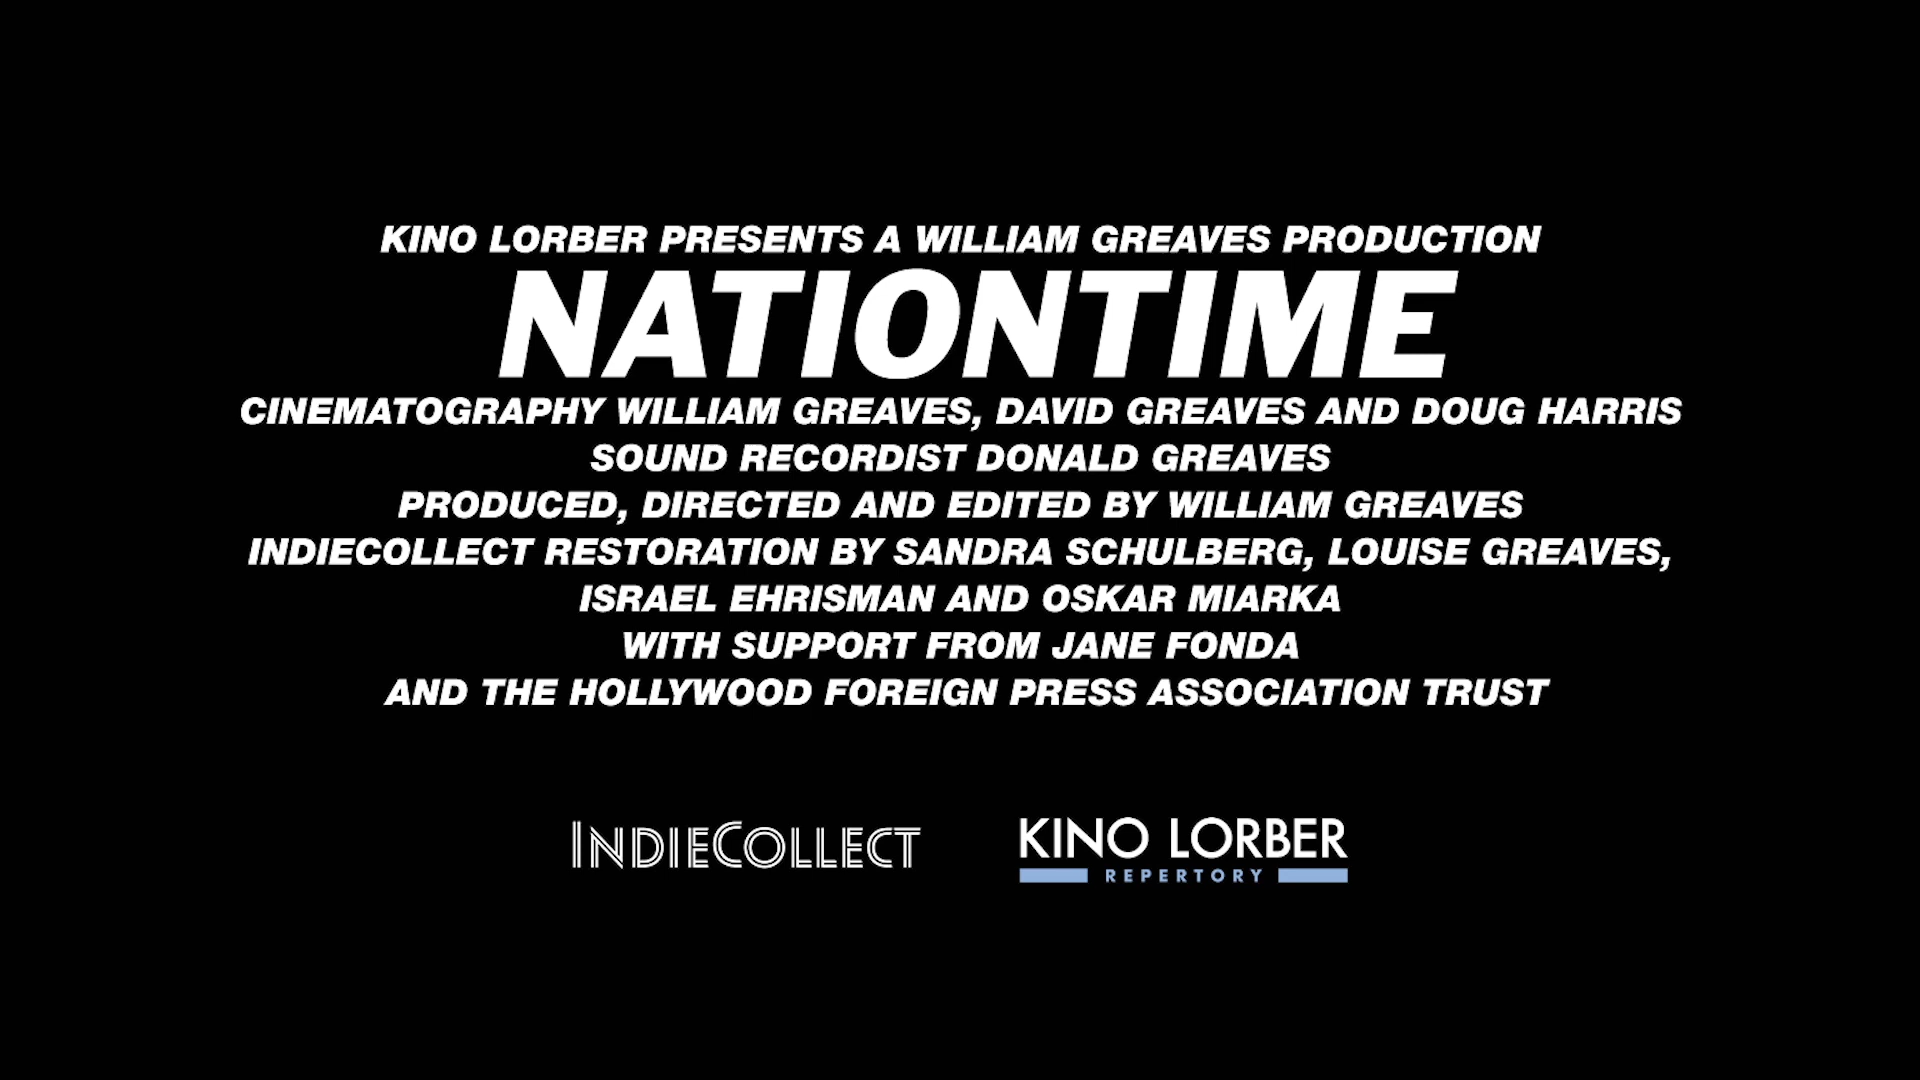 KINO LORBER PRESENTS A WILLIAM GREAVES PRODUCTION
NATIONTIME
CINEMATOGRAPHY WILLIAM GREAVES, DAVID GREAVES AND DOUG HARRIS
SOUND RECORDIST DONALD GREAVES
PRODUCED, DIRECTED AND EDITED BY WILLIAM GREAVES
INDIECOLLECT RESTORATION BY SANDRA SCHULBERG, LOUISE GREAVES,
ISRAEL EHRISMAN AND OSKAR MIARKA
WITH SUPPORT FROM JANE FONDA
AND THE HOLLYWOOD FOREIGN PRESS ASSOCIATION TRUST
INDIECOLLECT
KINO LORBER
REPERTORY